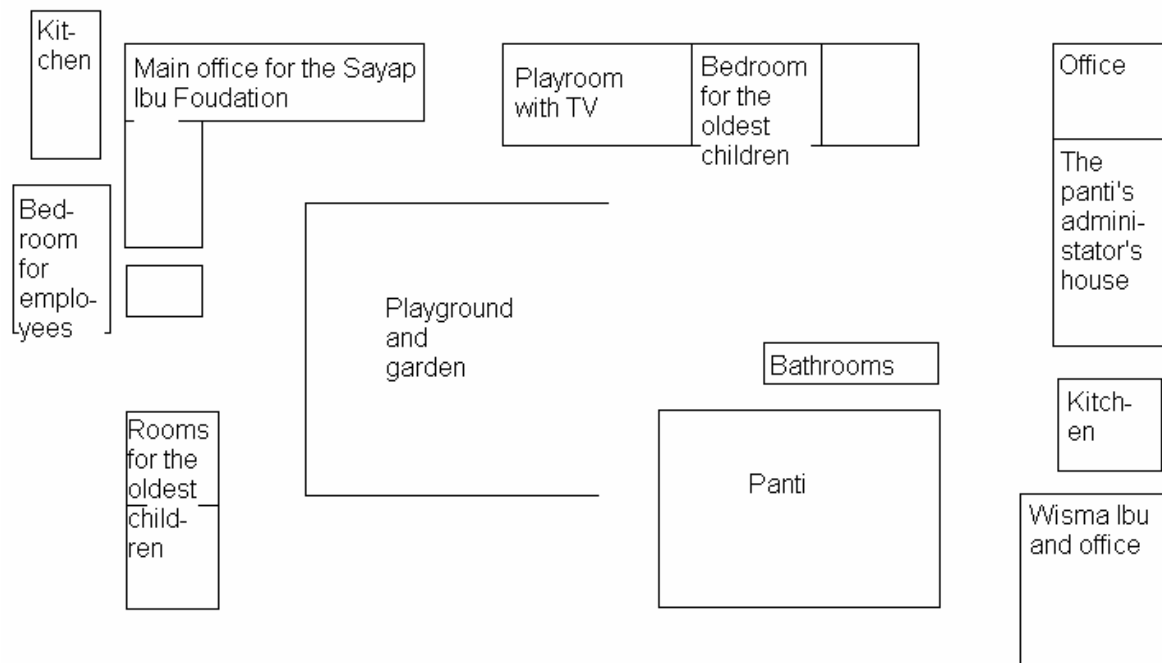 Kit-
chen
Main office for the Sayap
Ibu Foudation
Playroom
with TV
Bedroom
for the
oldest
children
Office
The
panti's
admini-
stator's
house
Bed-
room
for
emplo-
yees
Playground
and
garden
Bathrooms
Kitch-
en
Rooms
for the
oldest
child-
ren
Panti
Wisma Ibu
and office